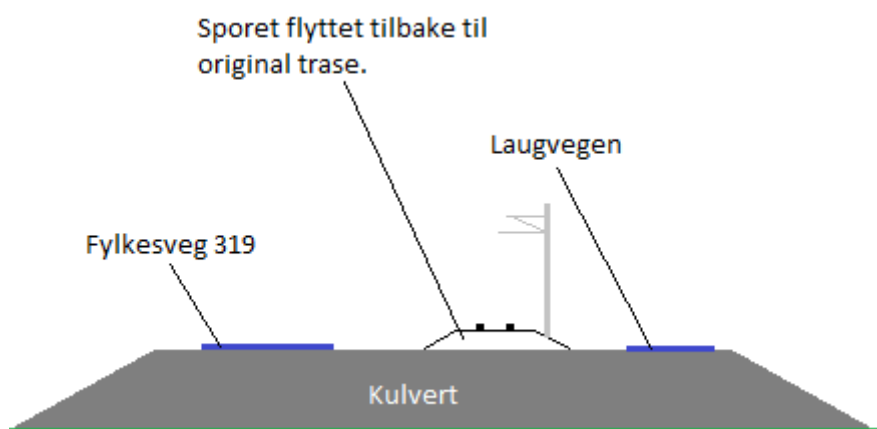 Sporet flyttet tilbake til
original trase.
Laugvegen
Fylkesveg 319
Kulvert